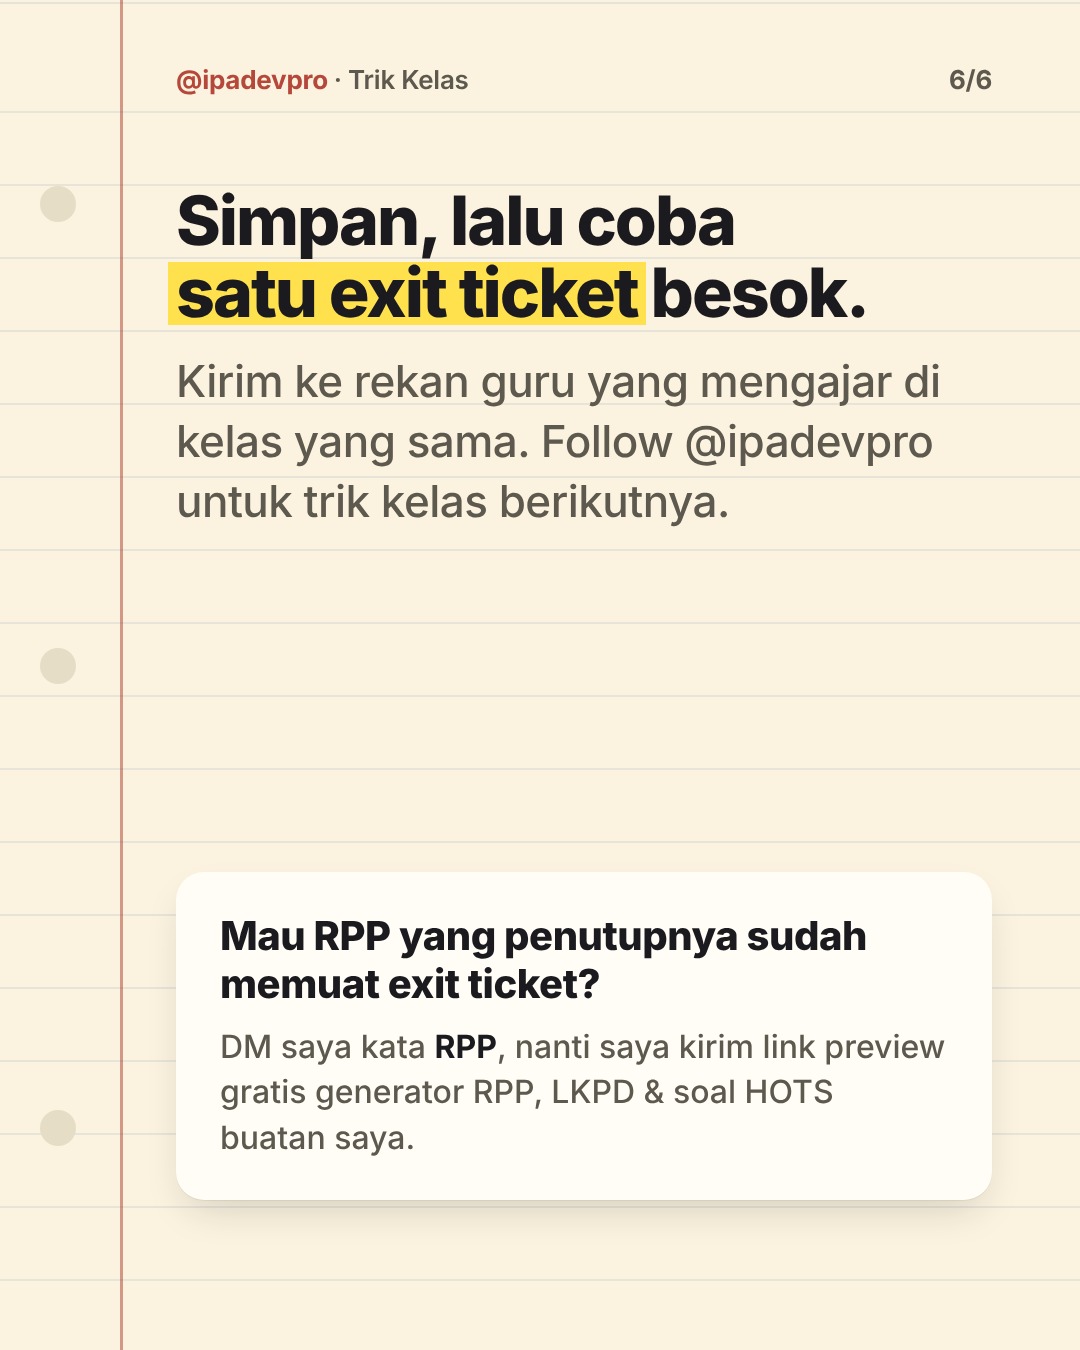 @ipadevpro · Trik Kelas
6/6
Simpan, lalu coba
satu exit ticket besok.
Kirim ke rekan guru yang mengajar di
kelas yang sama. Follow @ipadevpro
untuk trik kelas berikutnya.
Mau RPP yang penutupnya sudah
memuat exit ticket?
DM saya kata RPP, nanti saya kirim link preview
gratis generator RPP, LKPD & soal HOTS
buatan saya.